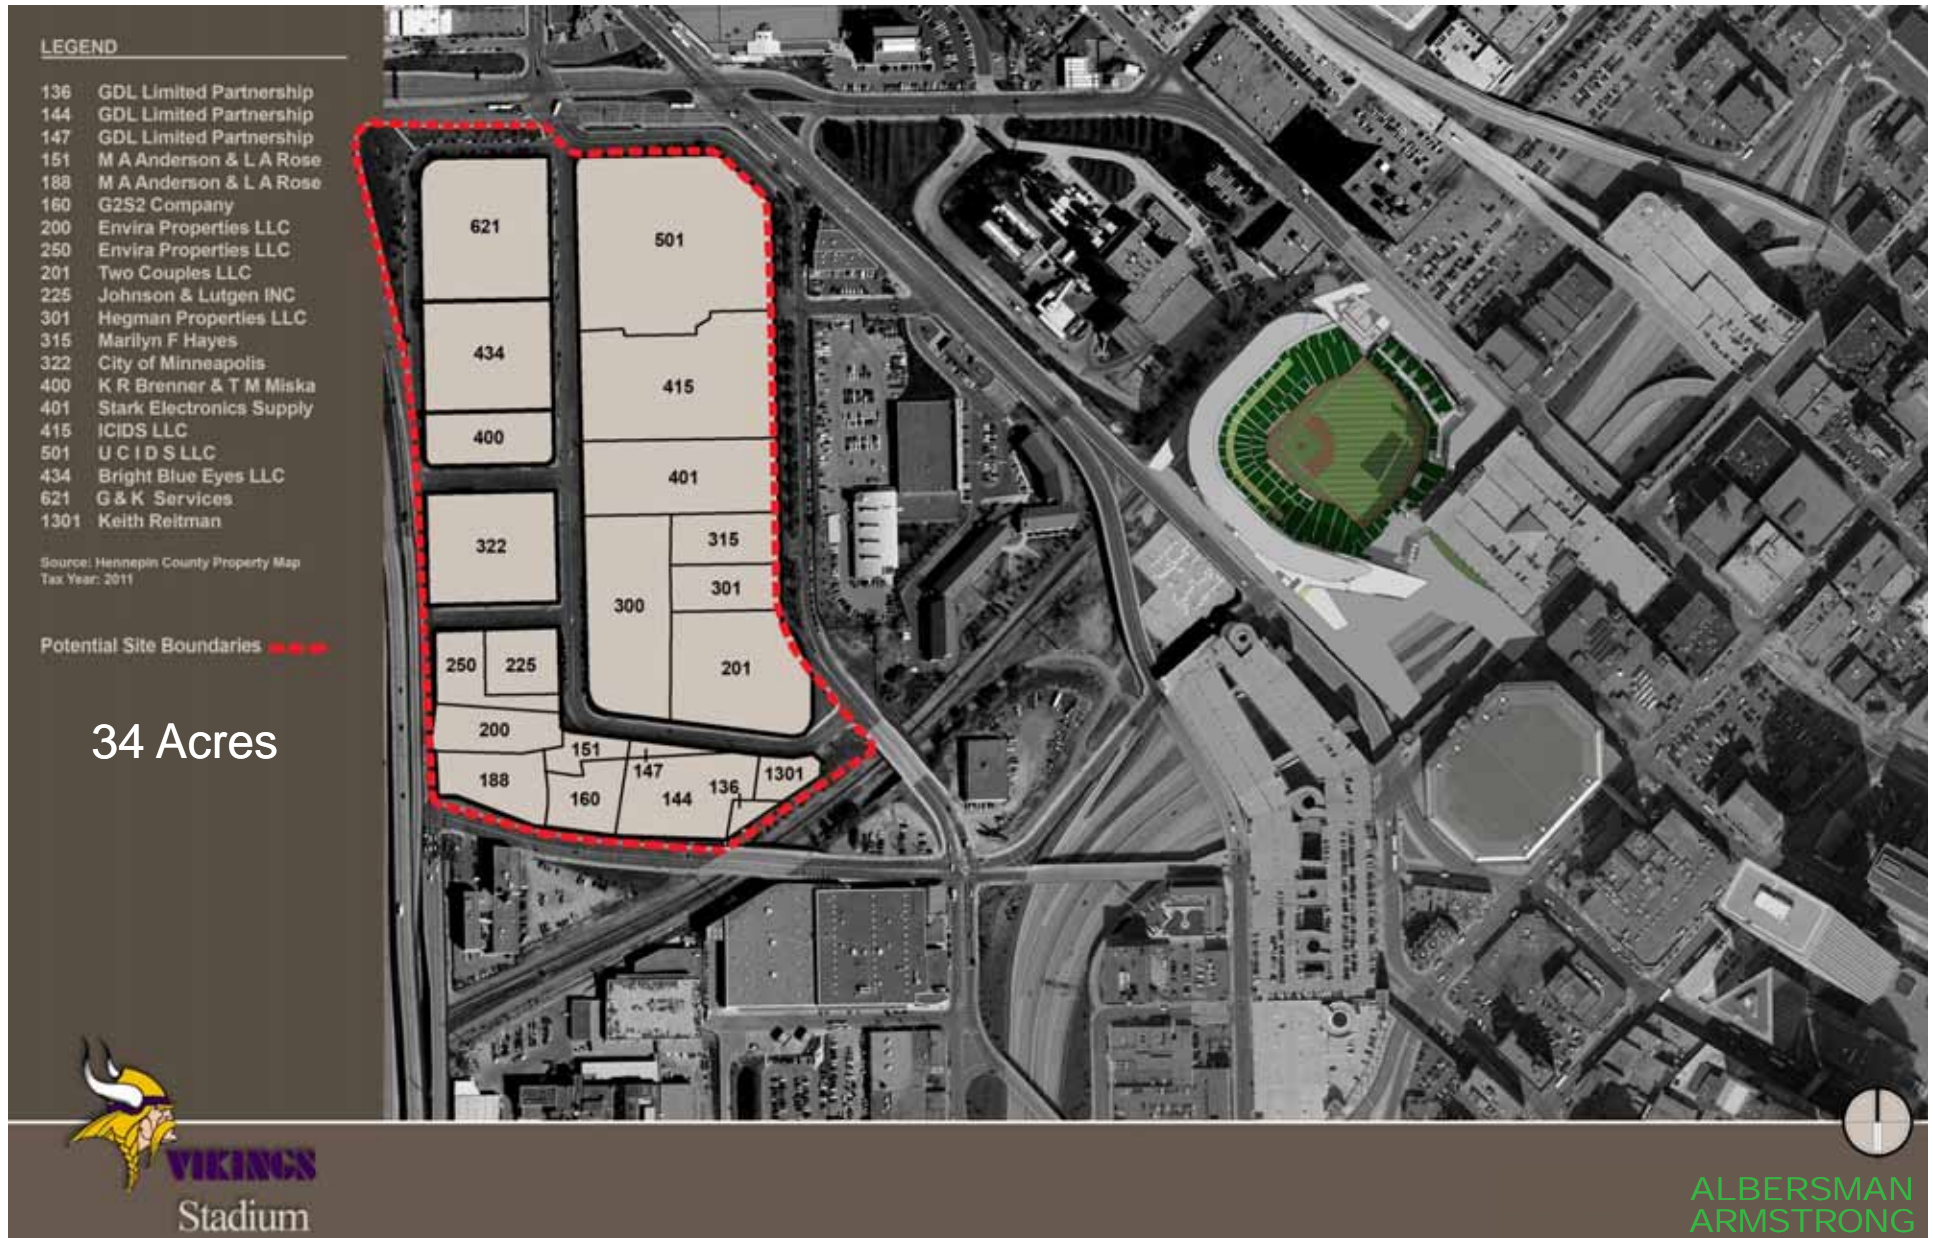 LEGEND
136 GDL Limited Partnership
144 GDL Limited Partnership
147 GDL Limited Partnership
151 M A Anderson & L A Rose
188 M A Anderson & L A Rose
160 G2S2 Company
200 Envira Properties LLC
250 Envira Properties LLC
201 Two Couples LLC
225 Johnson & Lutgen INC
301 Hegman Properties LLC
315 Marilyn F Hayes
322 City of Minneapolis
400 K R Brenner & T M Miska
401 Stark Electronics Supply
415 ICIDS LLC
501 U C I D S LLC
434 Bright Blue Eyes LLC
621 G & K Services
1301 Keith Reitman
Source: Hennepin County Property Map
Tax Year: 2011
Potential Site Boundaries
34 Acres
621
501
434
415
400
401
322
315
301
300
250
225
201
200
151
147
188
160
144
136
1301
VIKINGS
Stadium
ALBERSMAN
ARMSTRONG